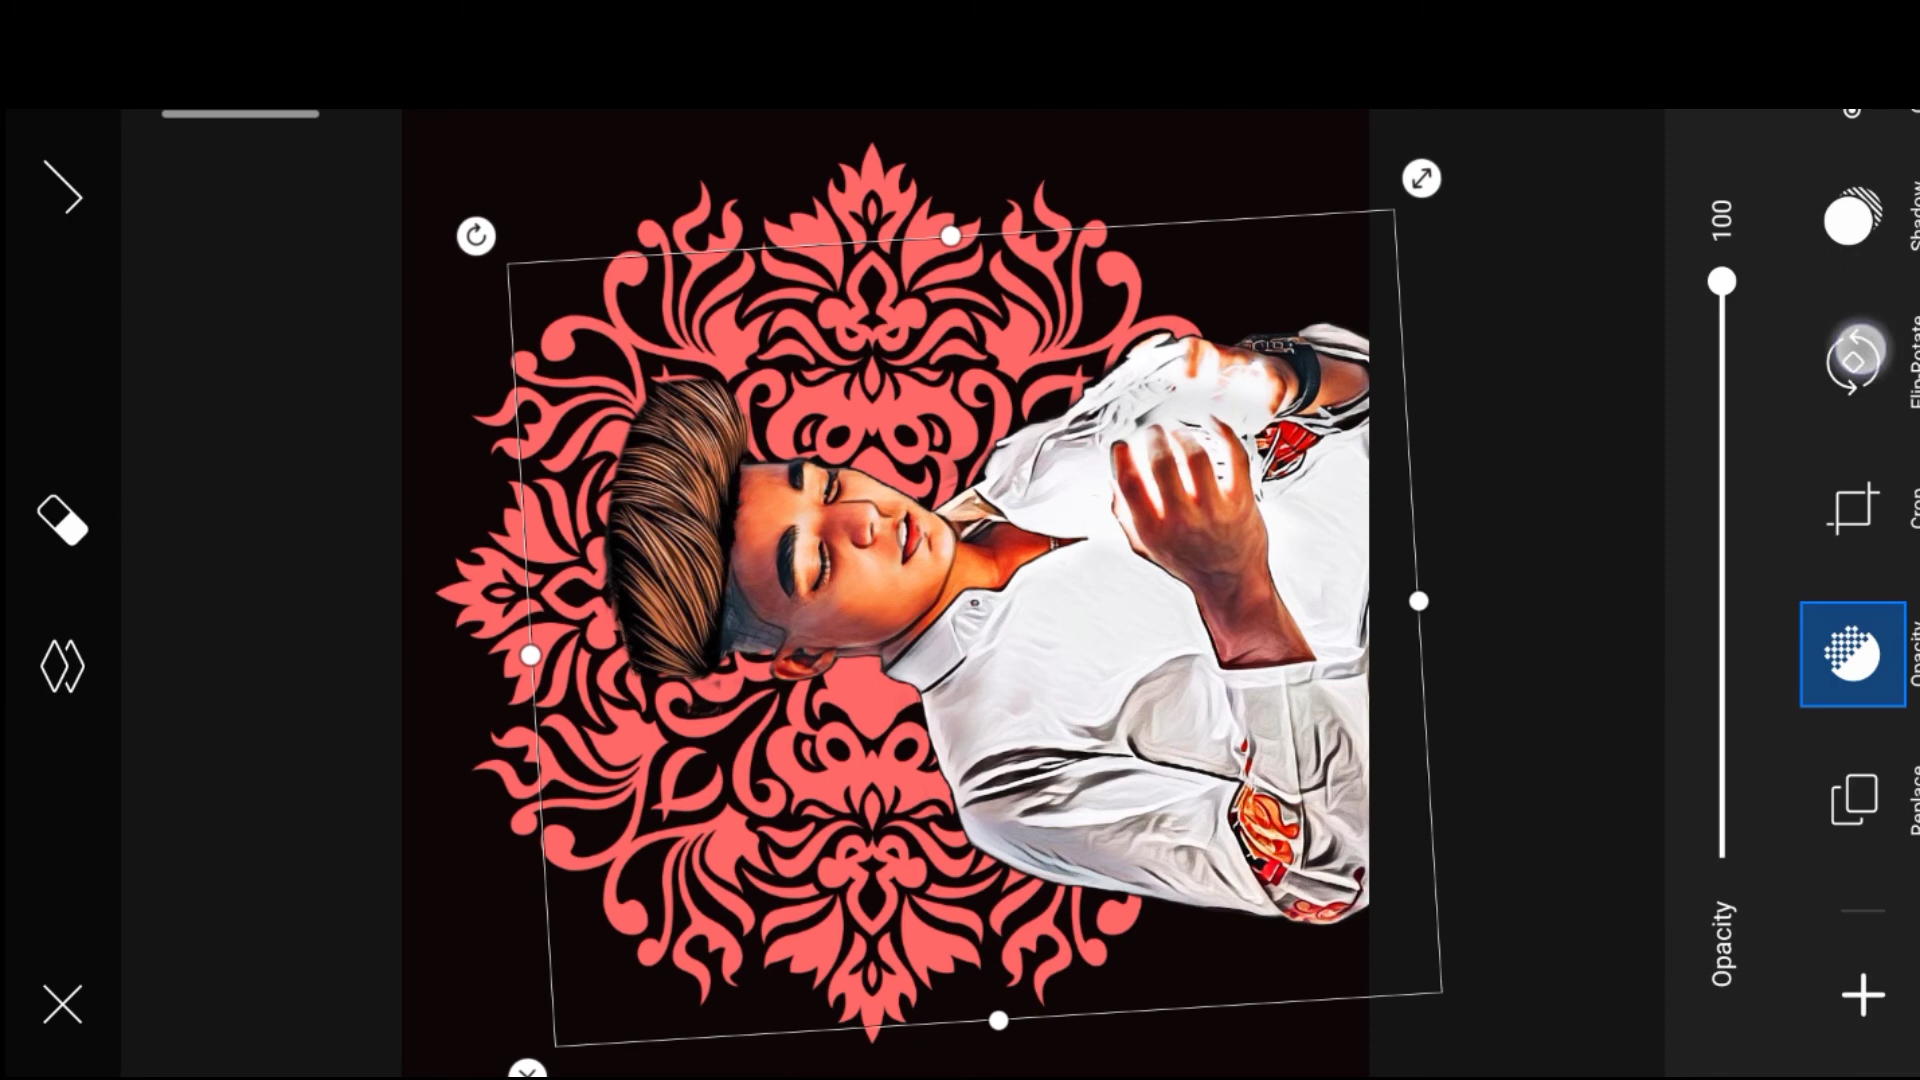 Opacity 100
Replace
Opacity
Crop
Flip-Rotate
Shadow